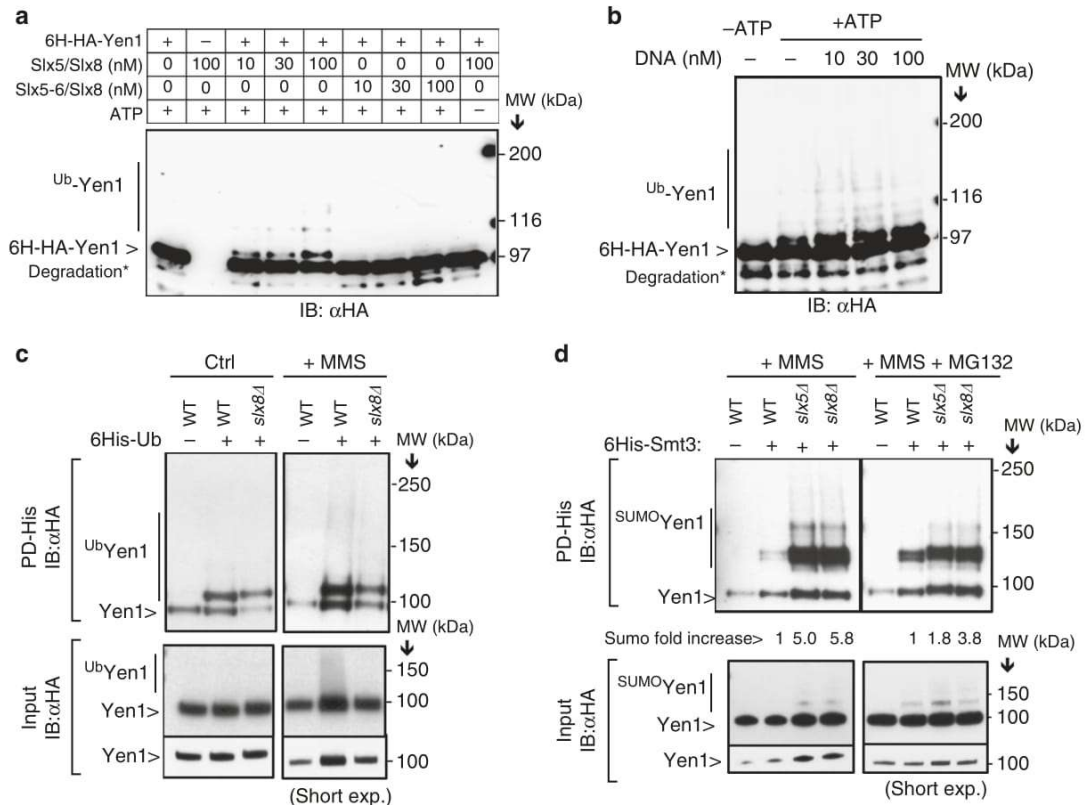 a
6H-HA-Yen1 + – + + + + + + +
Slx5/Slx8 (nM) 0 100 10 30 100 0 0 0 100
Slx5-6/Slx8 (nM) 0 0 0 0 0 10 30 100 0
ATP + + + + + + + + –
MW (kDa)
200
Ub-Yen1
116
6H-HA-Yen1 >
97
Degradation*
IB: αHA
b
–ATP +ATP
DNA (nM) – 10 30 100
MW (kDa)
200
Ub-Yen1
116
97
6H-HA-Yen1 >
Degradation*
IB: αHA
c
Ctrl + MMS
WT WT slx8Δ WT WT slx8Δ
6His-Ub – + + – + +
MW (kDa)
PD-His
IB:αHA
250
UbYen1
150
Yen1>
100
MW (kDa)
Input
IB:αHA
UbYen1
150
Yen1>
100
Yen1>
100
(Short exp.)
d
+ MMS + MMS + MG132
WT WT slx5Δ slx8Δ WT WT slx5Δ slx8Δ
6His-Smt3: – + + + – + + +
MW (kDa)
PD-His
IB:αHA
250
SUMOYen1
150
Yen1>
100
Sumo fold increase> 1 5.0 5.8 1 1.8 3.8
MW (kDa)
Input
IB:αHA
SUMOYen1
150
Yen1>
100
Yen1>
100
(Short exp.)